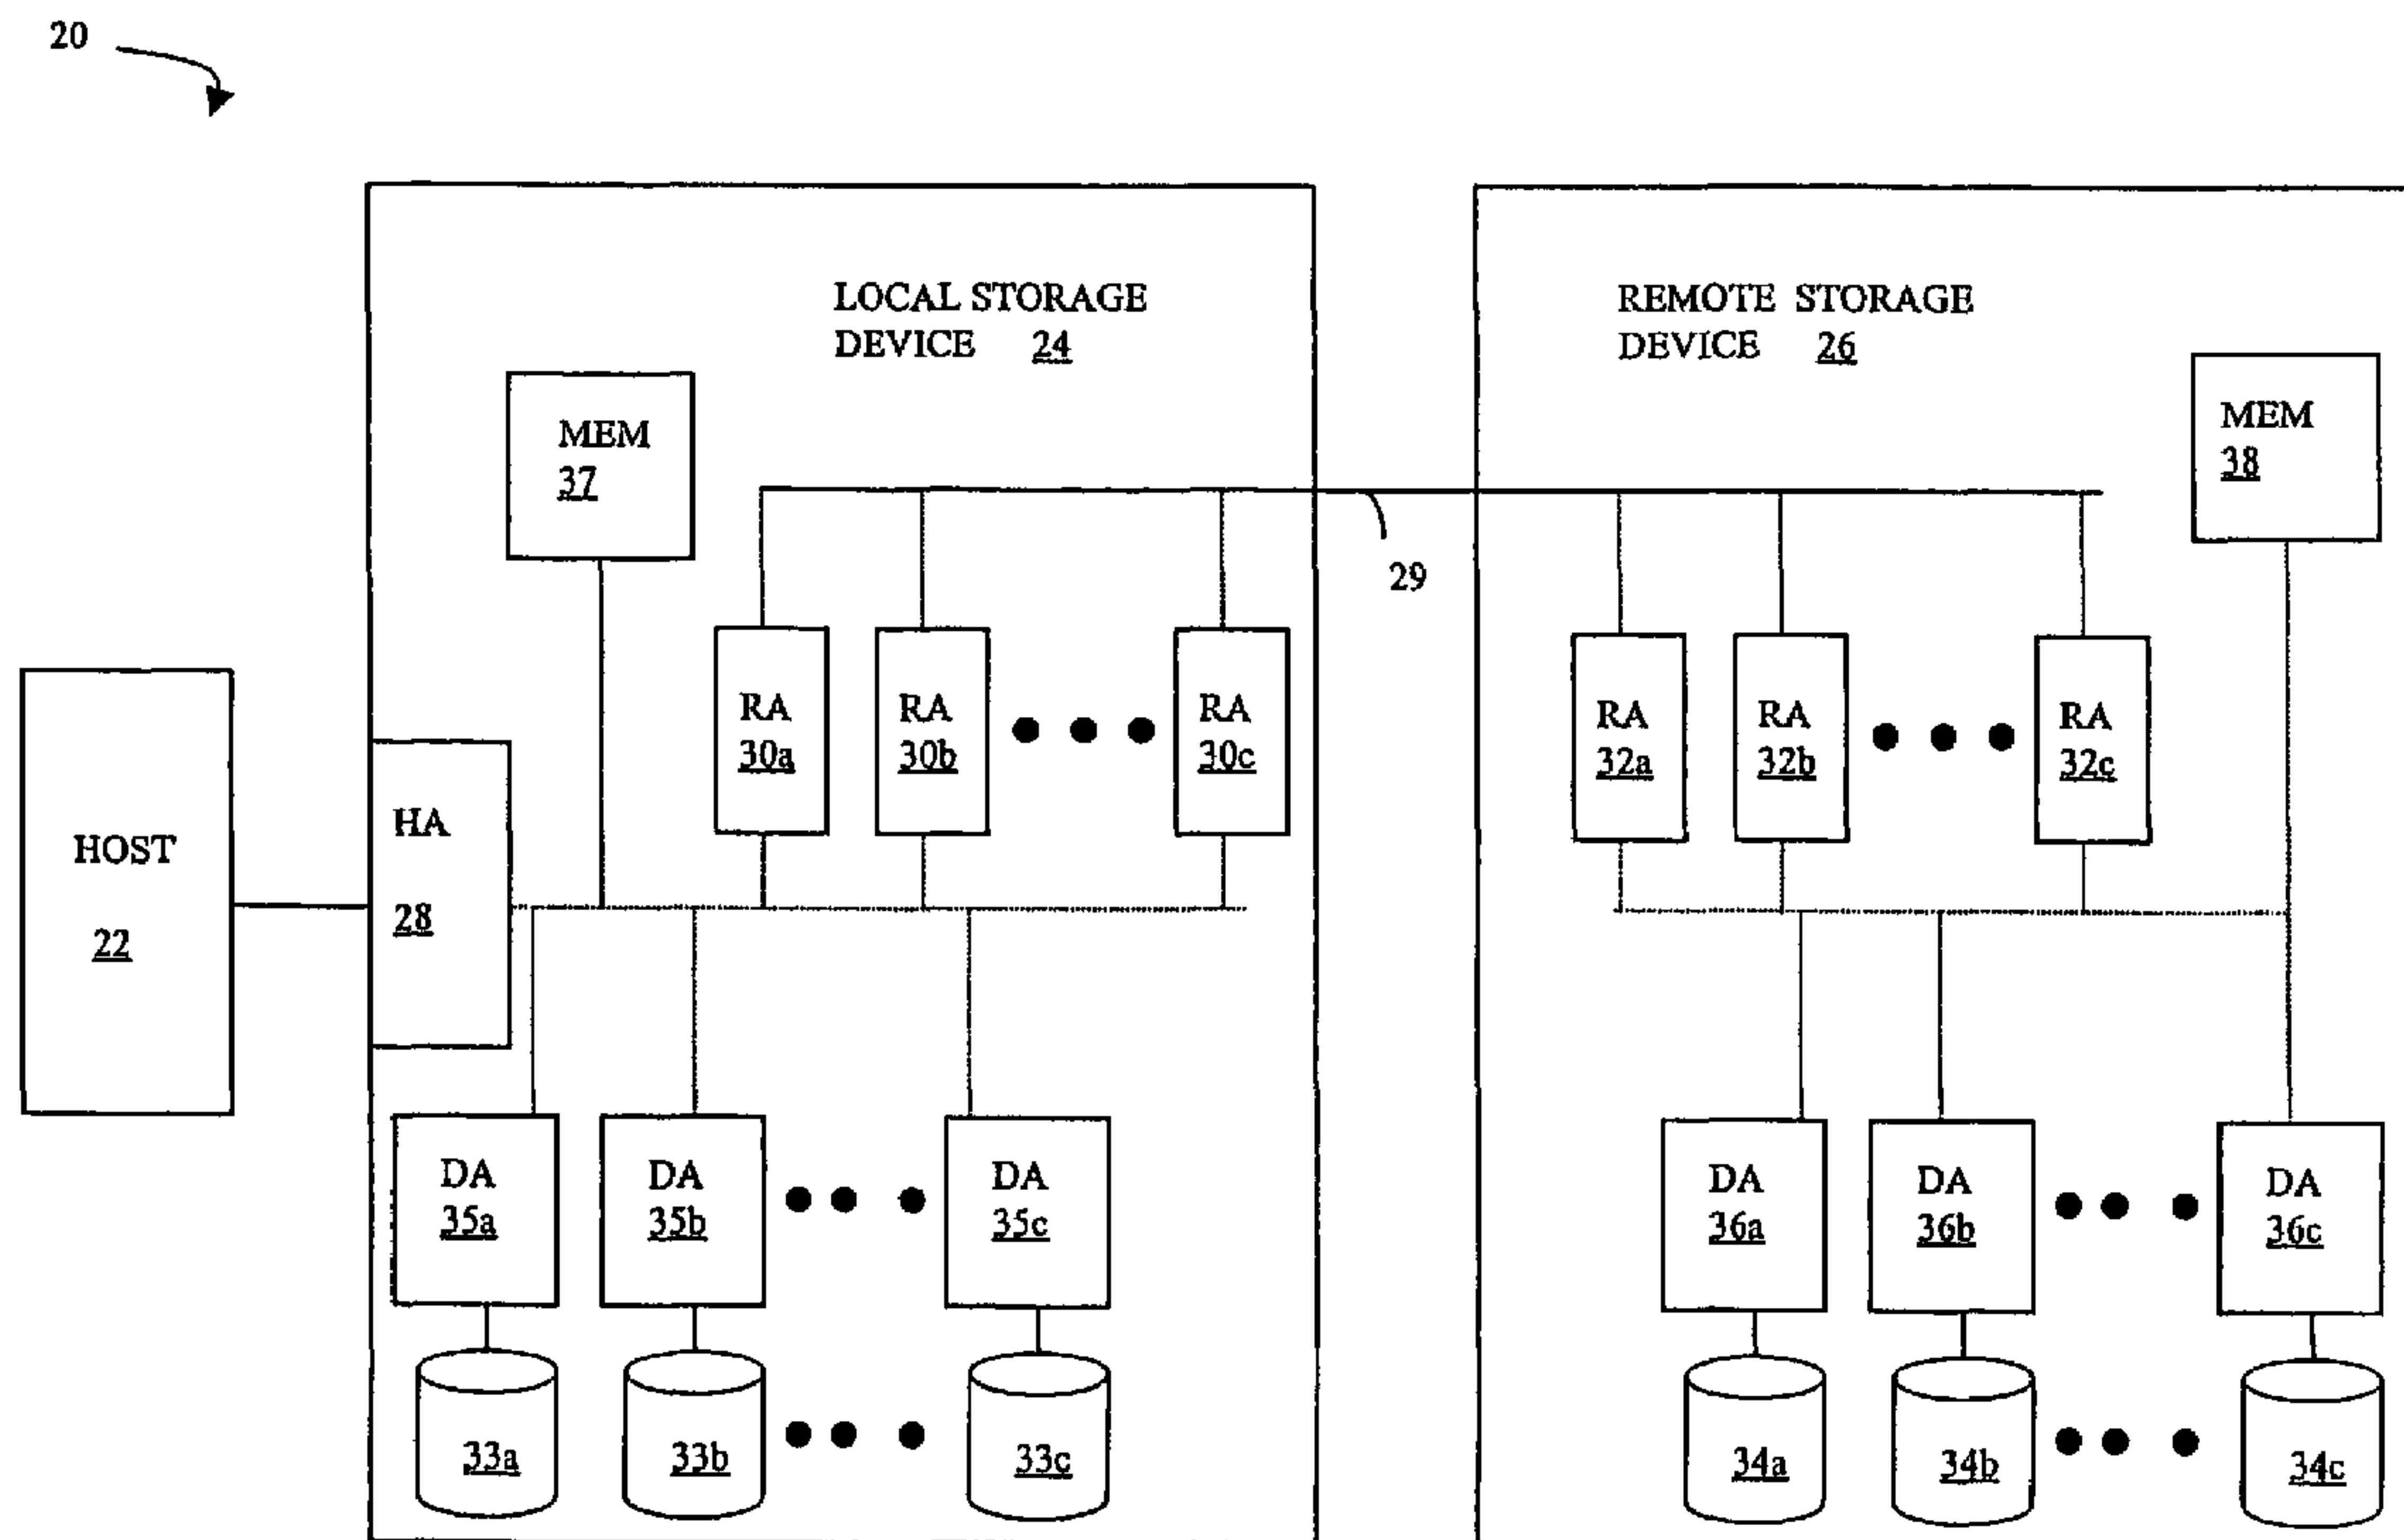 20
LOCAL STORAGE
DEVICE 24
REMOTE STORAGE
DEVICE 26
MEM
37
MEM
38
29
RA
30a
RA
30b
RA
30c
RA
32a
RA
32b
RA
32c
HOST
22
HA
28
DA
35a
DA
35b
DA
35c
DA
36a
DA
36b
DA
36c
33a
33b
33c
34a
34b
34c